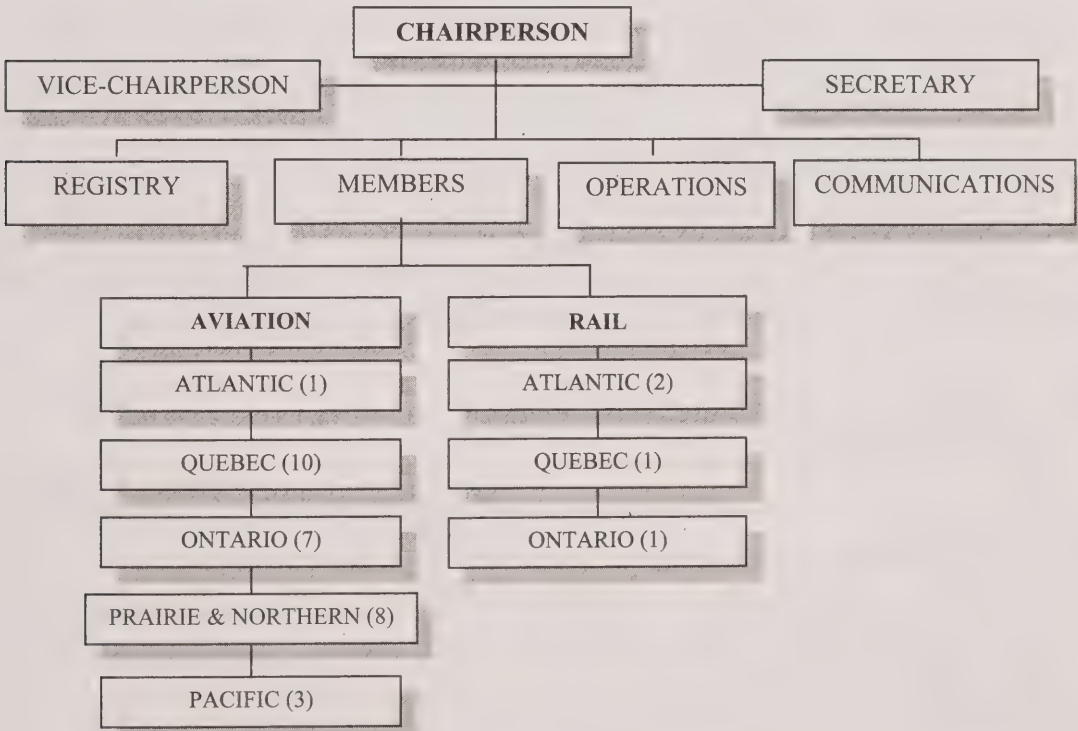 CHAIRPERSON
VICE-CHAIRPERSON
SECRETARY
REGISTRY
MEMBERS
OPERATIONS
COMMUNICATIONS
AVIATION
RAIL
ATLANTIC (1)
ATLANTIC (2)
QUEBEC (10)
QUEBEC (1)
ONTARIO (7)
ONTARIO (1)
PRAIRIE & NORTHERN (8)
PACIFIC (3)